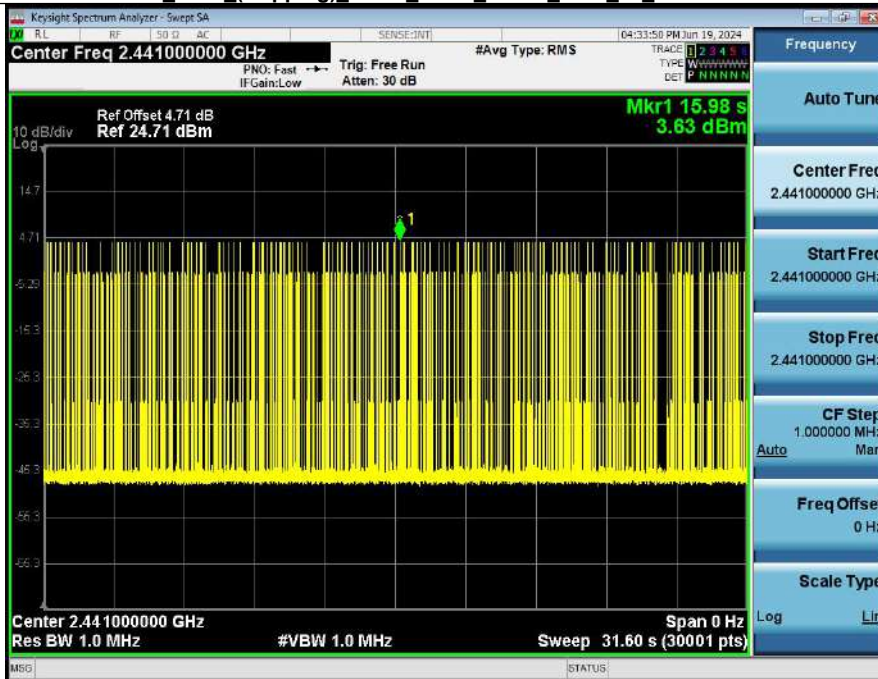 Keysight Spectrum Analyzer - Swept SA
RL RF 50 Ω AC SENSE:INT 04:33:50 PM Jun 19, 2024
Center Freq 2.441000000 GHz
PNO: Fast
IFGain:Low
Trig: Free Run
Atten: 30 dB
#Avg Type: RMS
TRACE 1 2 3 4 5 6
TYPE W
DET P N N N N N
Ref Offset 4.71 dB
10 dB/div Ref 24.71 dBm
Log
Mkr1 15.98 s
3.63 dBm
14.7
4.71
-5.29
-15.3
-25.3
-35.3
-45.3
-55.3
-65.3
1
Center 2.441000000 GHz Span 0 Hz
Res BW 1.0 MHz #VBW 1.0 MHz Sweep 31.60 s (30001 pts)
MSG STATUS
Frequency
Auto Tune
Center Freq
2.441000000 GHz
Start Freq
2.441000000 GHz
Stop Freq
2.441000000 GHz
CF Step
1.000000 MHz
Auto Man
Freq Offset
0 Hz
Scale Type
Log Lin